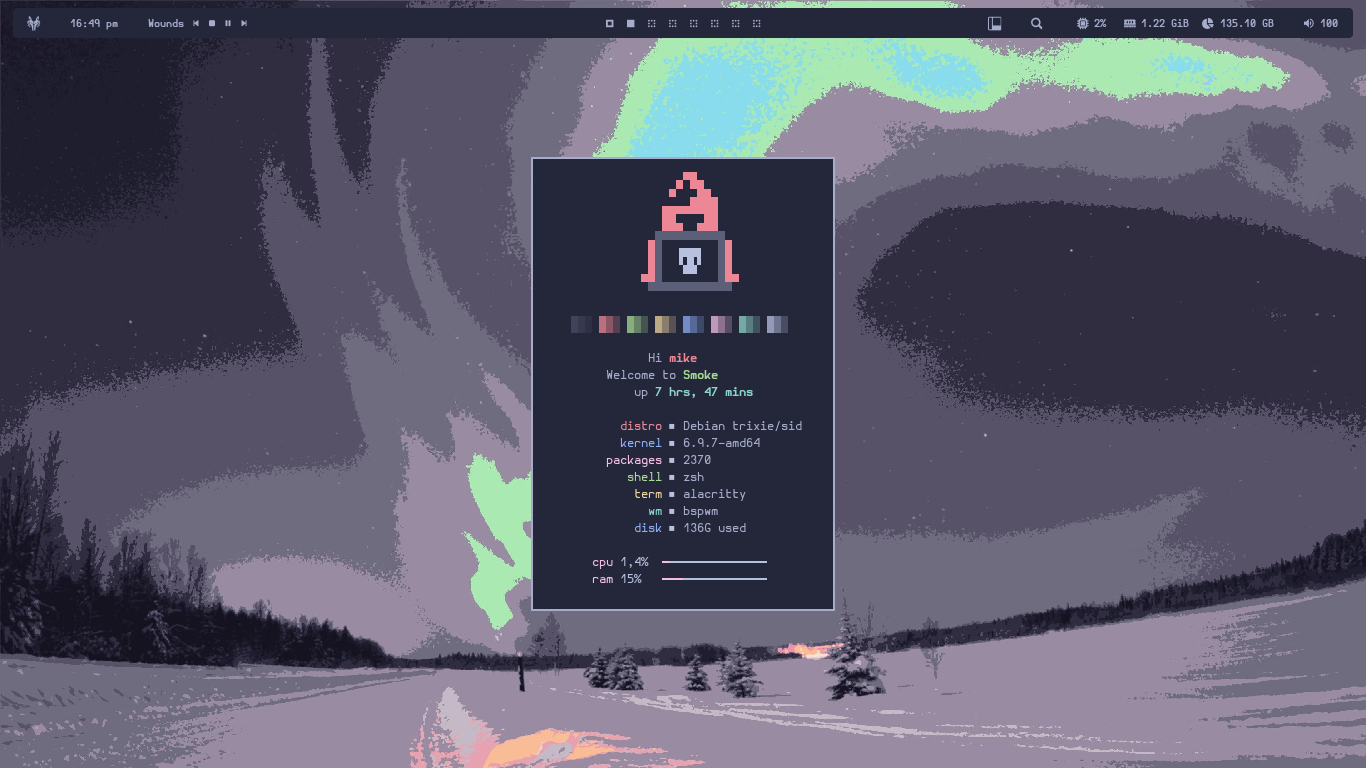 16:49 pm Wounds 2% 1.22 GiB 135.10 GB 100
Hi mike
Welcome to Smoke
up 7 hrs, 47 mins
distro ▪ Debian trixie/sid
kernel ▪ 6.9.7-amd64
packages ▪ 2370
shell ▪ zsh
term ▪ alacritty
wm ▪ bspwm
disk ▪ 136G used
cpu 1,4%
ram 15%